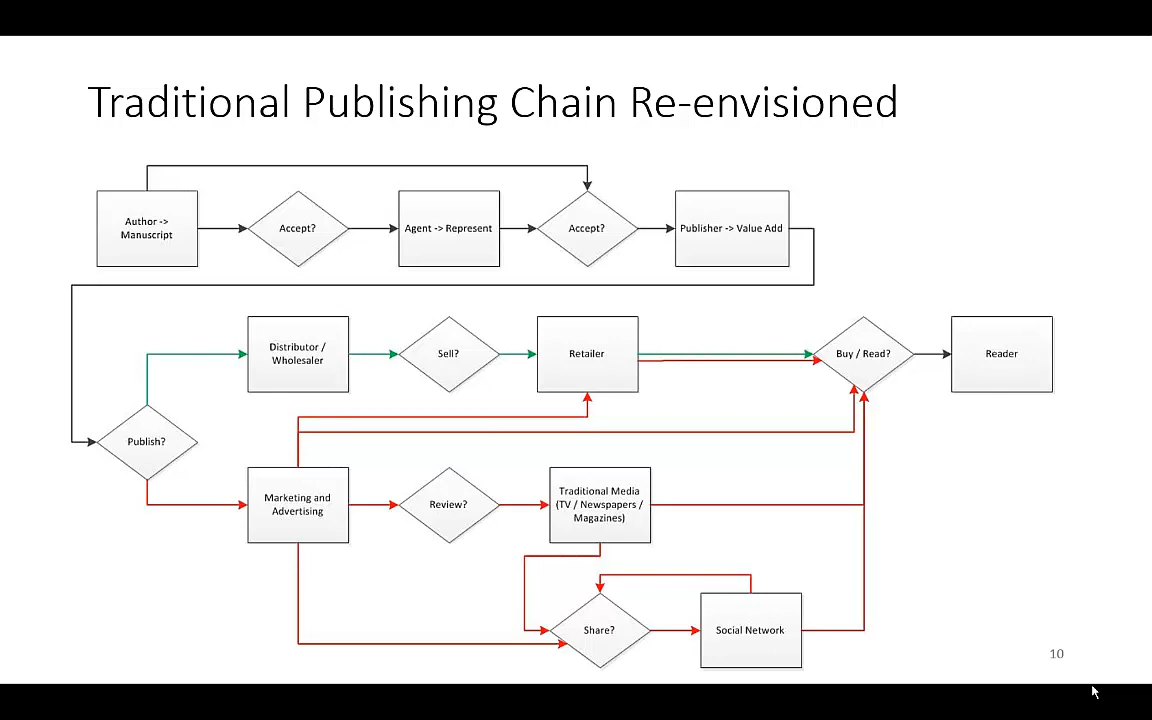 Traditional Publishing Chain Re-envisioned
Author ->
Manuscript
Accept?
Agent -> Represent
Accept?
Publisher -> Value Add
Distributor /
Wholesaler
Sell?
Retailer
Buy / Read?
Reader
Publish?
Marketing and
Advertising
Review?
Traditional Media
(TV / Newspapers /
Magazines)
Share?
Social Network
10